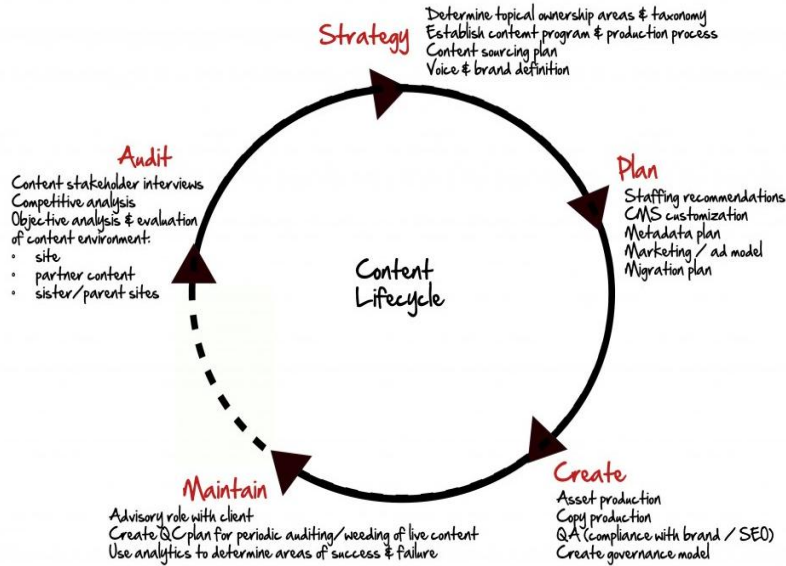 Strategy
Determine topical ownership areas & taxonomy
Establish content program & production process
Content sourcing plan
Voice & brand definition
Plan
Staffing recommendations
CMS customization
Metadata plan
Marketing / ad model
Migration plan
Create
Asset production
Copy production
QA (compliance with brand / SEO)
Create governance model
Maintain
Advisory role with client
Create QC plan for periodic auditing/weeding of live content
Use analytics to determine areas of success & failure
Audit
Content stakeholder interviews
Competitive analysis
Objective analysis & evaluation
of content environment:
• site
• partner content
• sister/parent sites
Content
Lifecycle